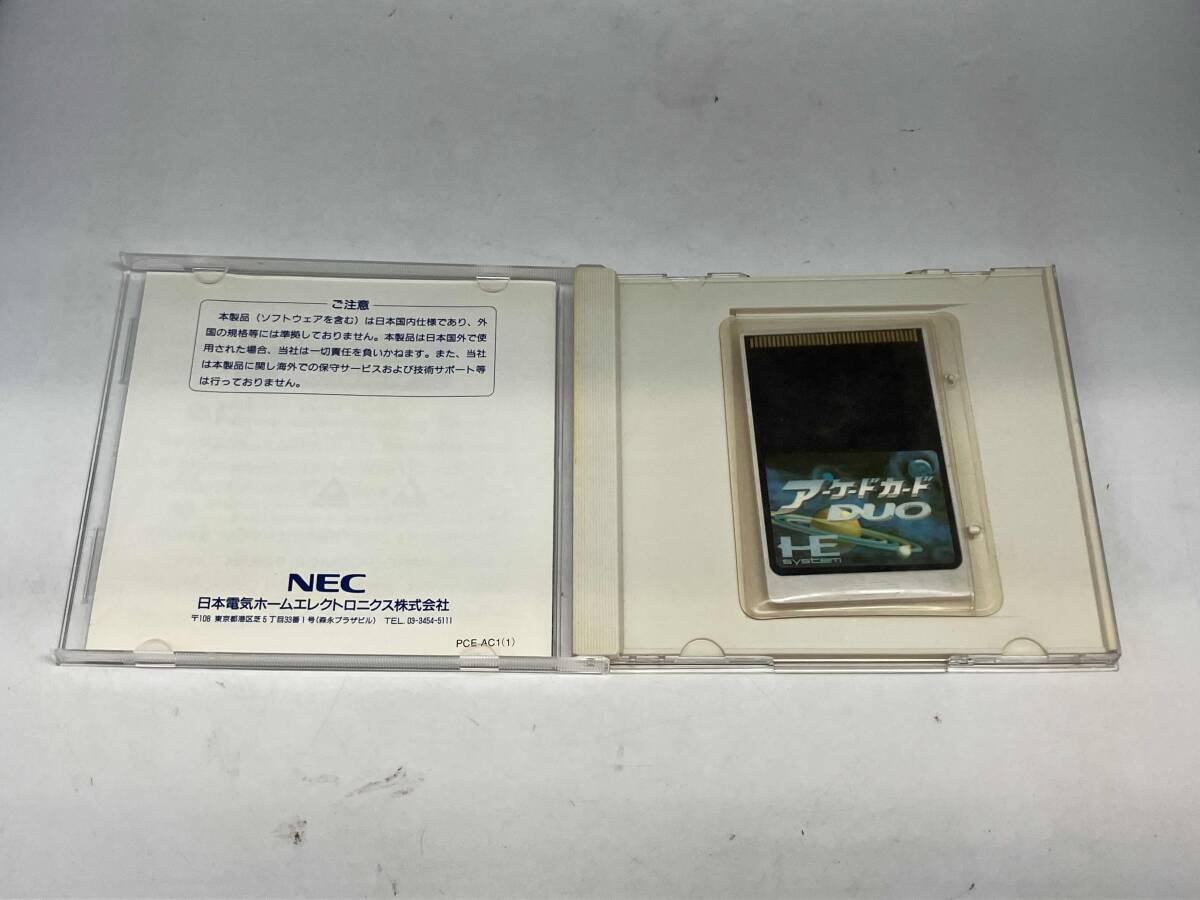 ご注意
本製品（ソフトウェアを含む）は日本国内仕様であり、外
国の規格等には準拠しておりません。本製品は日本国外で使
用された場合、当社は一切責任を負いかねます。また、当社
は本製品に関し海外での保守サービスおよび技術サポート等
は行っておりません。
NEC
日本電気ホームエレクトロニクス株式会社
〒108 東京都港区芝5丁目33番1号(森永プラザビル) TEL. 03-3454-5111
PCE AC1(1)
アーケードカード
DUO
HE
system